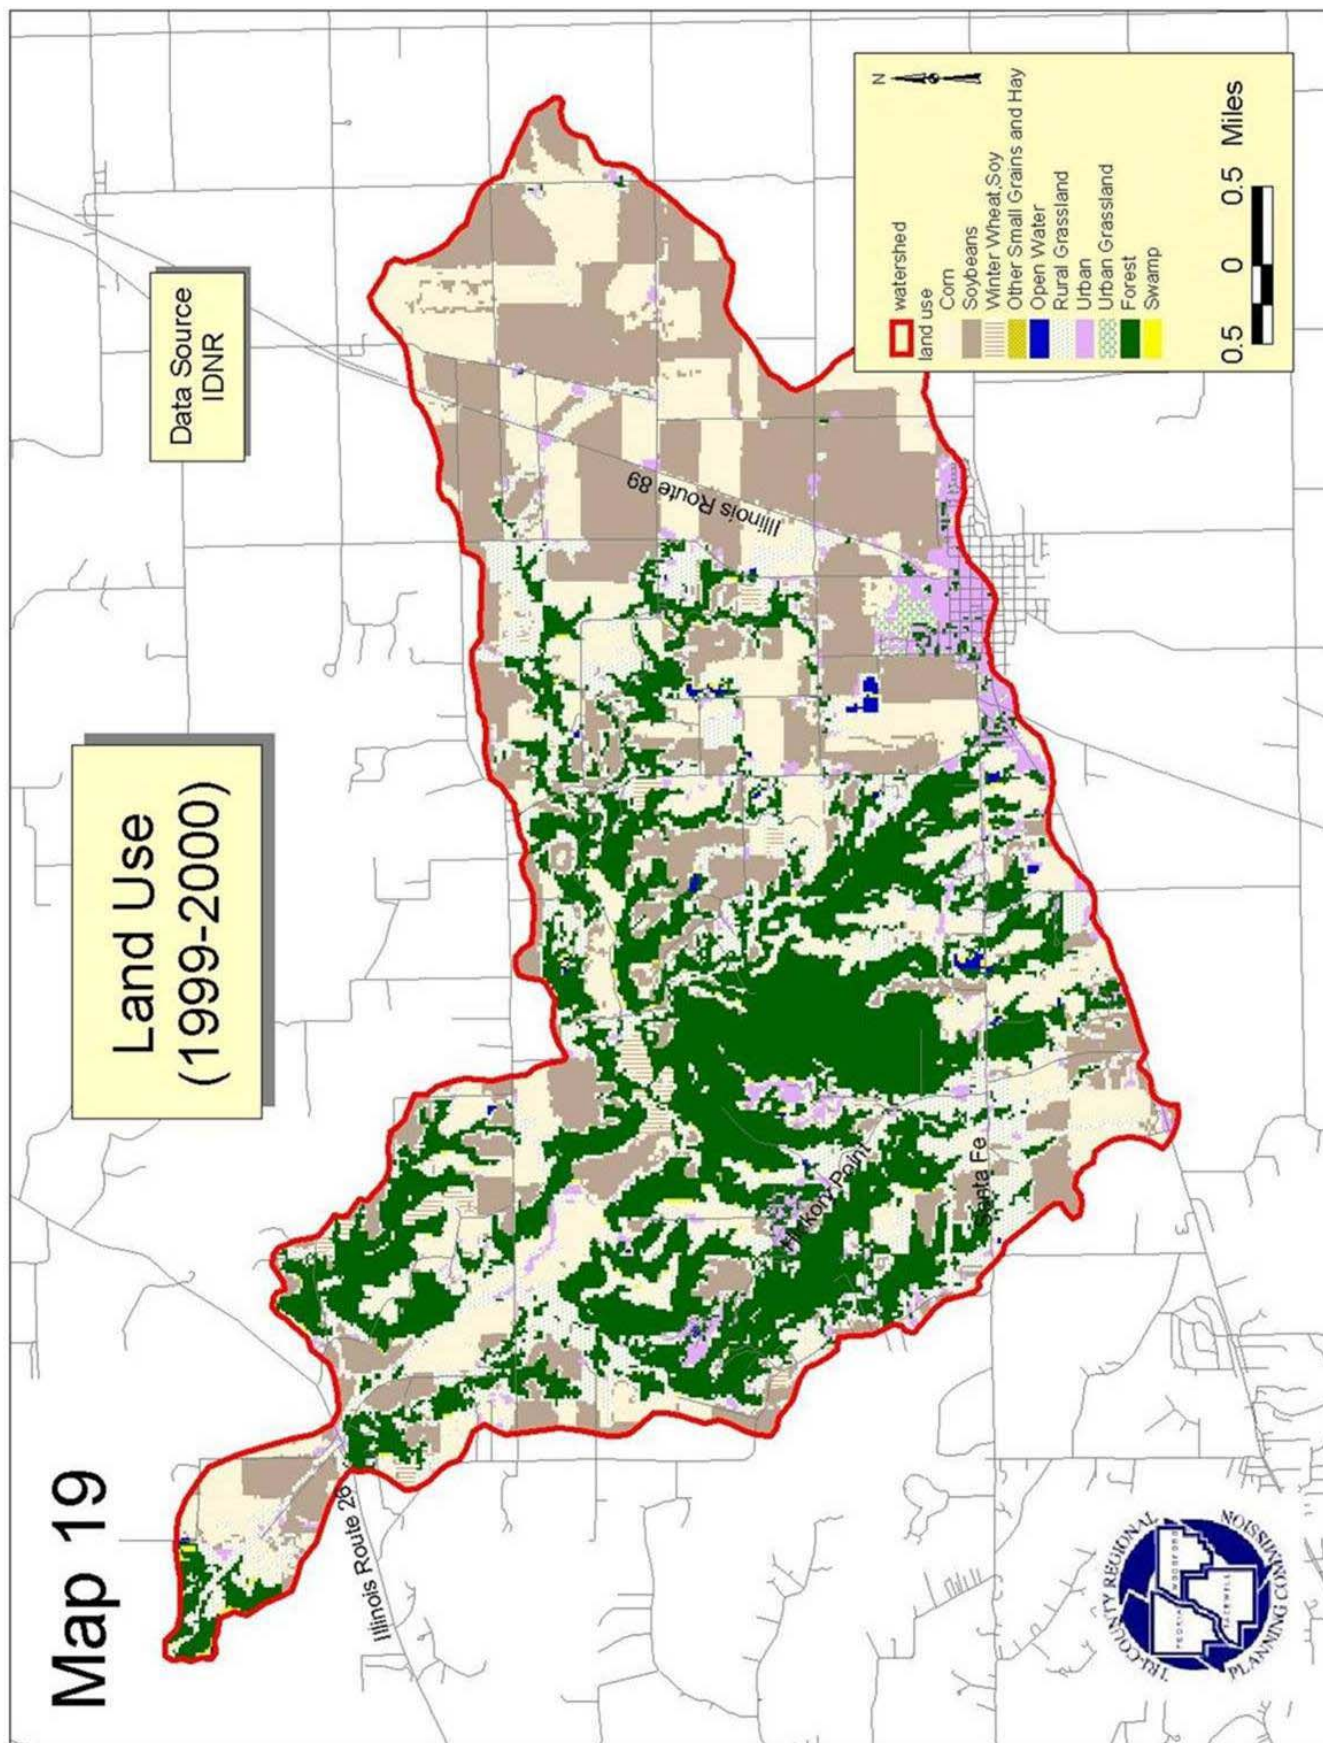 Map 19
Land Use
(1999-2000)
Data Source
IDNR
Illinois Route 26
Illinois Route 89
Hickory Point
Santa Fe
N
watershed
land use
Corn
Soybeans
Winter Wheat,Soy
Other Small Grains and Hay
Open Water
Rural Grassland
Urban
Urban Grassland
Forest
Swamp
0.5 0 0.5 Miles
TRI-COUNTY REGIONAL
PLANNING COMMISSION
PEORIA
WOODFORD
TAZEWELL